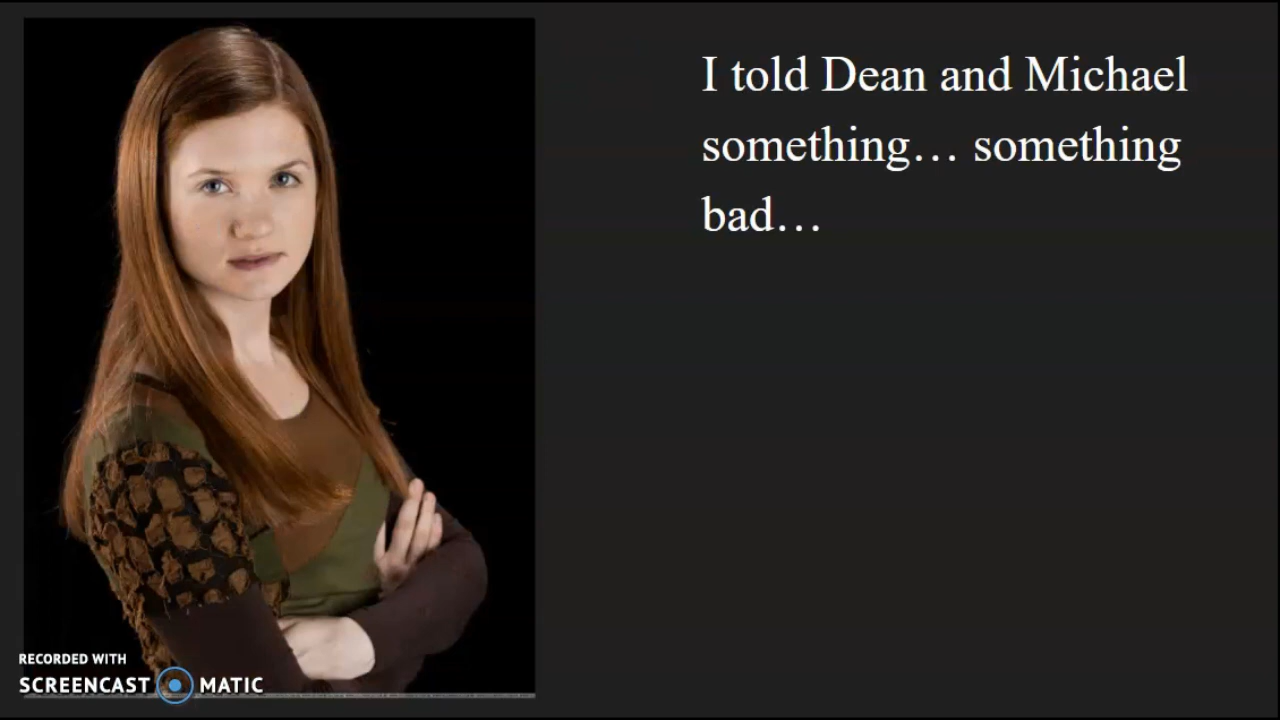 I told Dean and Michael
something… something
bad…
RECORDED WITH
SCREENCAST MATIC